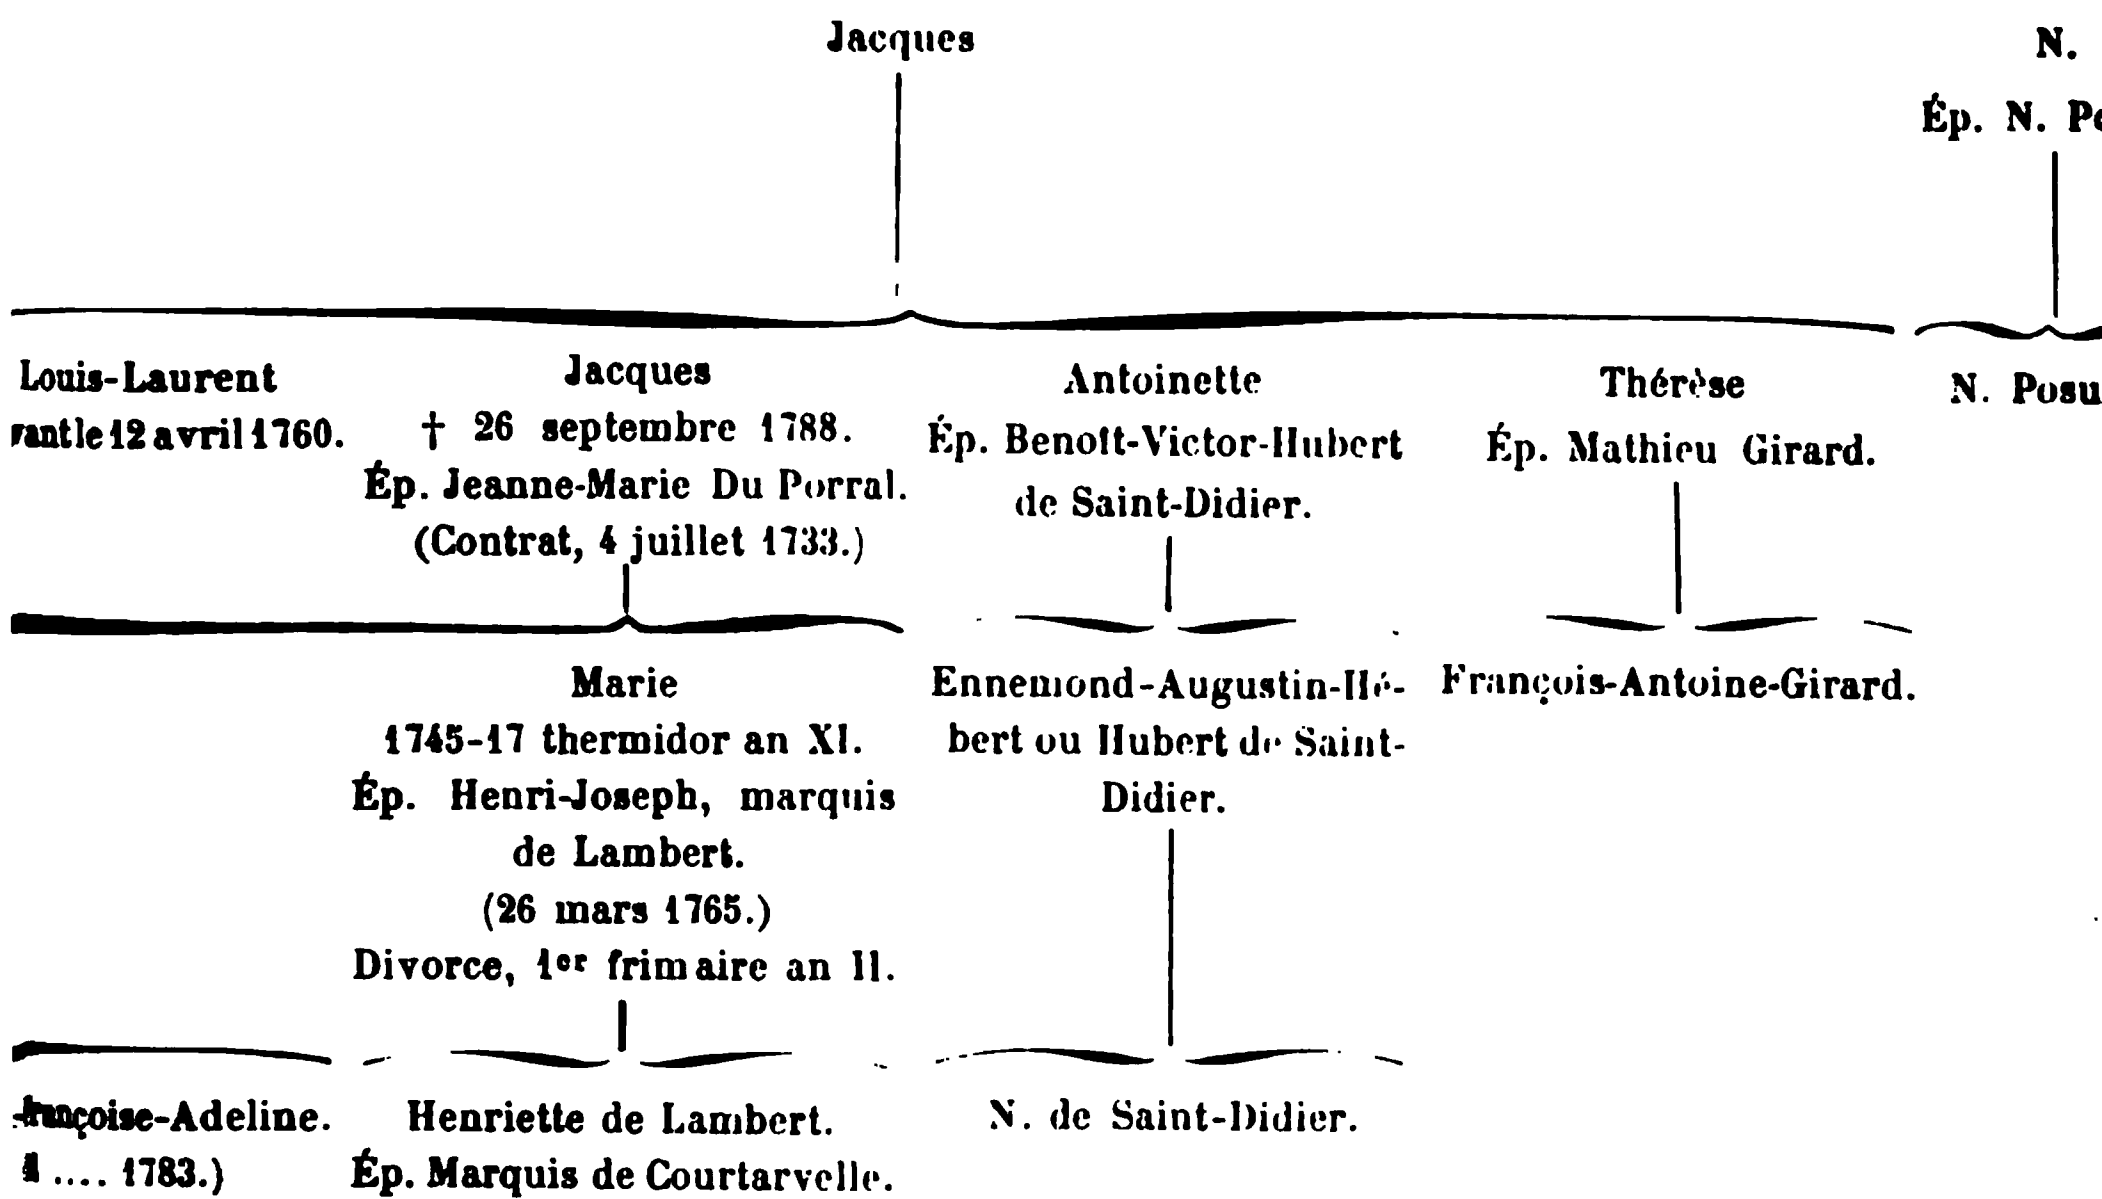 Jacques
N.
Ép. N.
Louis-Laurent
le 12 avril 1760.
Jacques
† 26 septembre 1788.
Ép. Jeanne-Marie Du Porral.
(Contrat, 4 juillet 1733.)
Antoinette
Ép. Benoît-Victor-Hubert
de Saint-Didier.
Thérèse
Ép. Mathieu Girard.
N. Posu
Marie
1745-17 thermidor an XI.
Ép. Henri-Joseph, marquis
de Lambert.
(26 mars 1765.)
Divorce, 1er frimaire an II.
Ennemond-Augustin-Hé-
bert ou Hubert de Saint-
Didier.
François-Antoine-Girard.
ançoise-Adeline.
.... 1783.)
Henriette de Lambert.
Ép. Marquis de Courtarvelle.
N. de Saint-Didier.